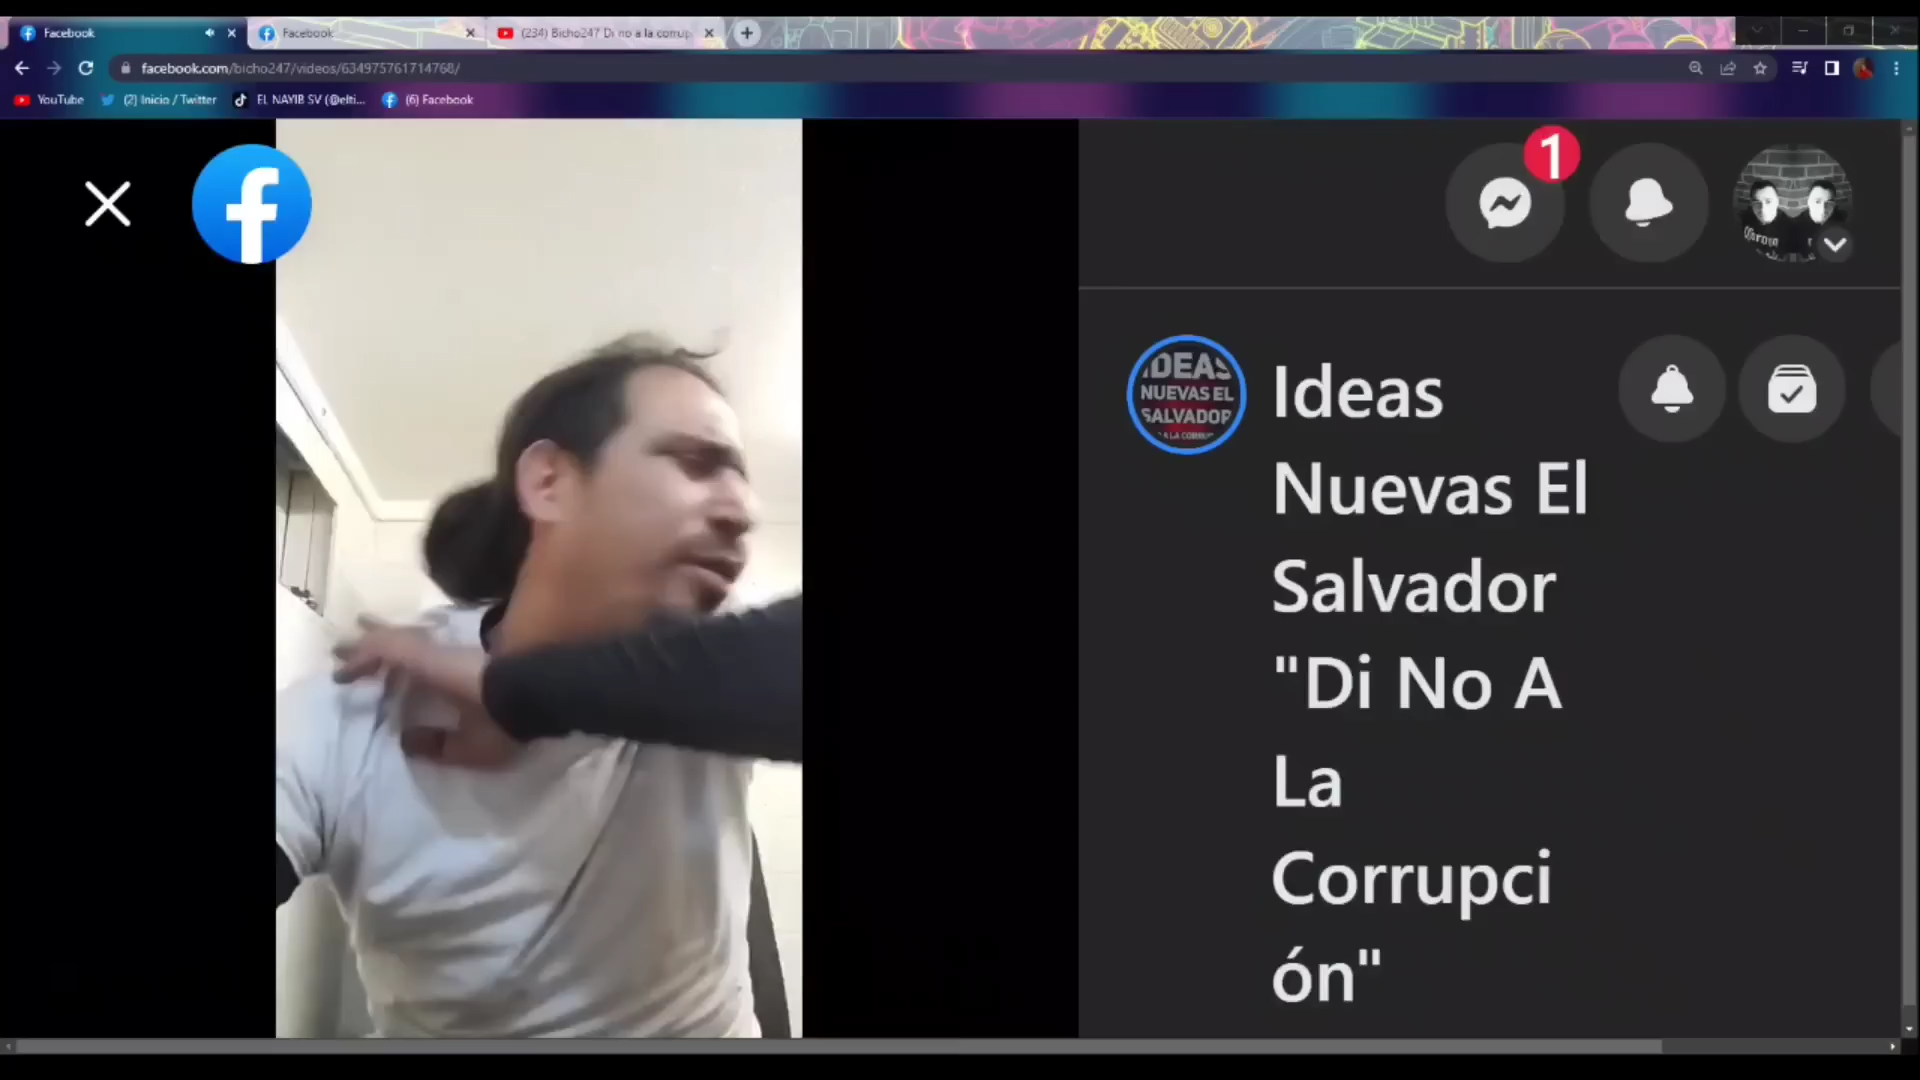 Facebook
Facebook
(234) Bicho247 Di no a la corrup
facebook.com/bicho247/videos/634975761714768/
YouTube
(2) Inicio / Twitter
EL NAYIB SV (@elti...
(6) Facebook
1
IDEAS
NUEVAS EL
SALVADOR
Ideas
Nuevas El
Salvador
"Di No A
La
Corrupci
ón"